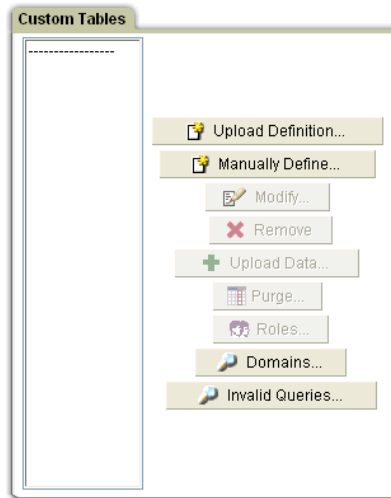 Custom Tables
-----------------
Upload Definition...
Manually Define...
Modify...
Remove
Upload Data...
Purge...
Roles...
Domains...
Invalid Queries...